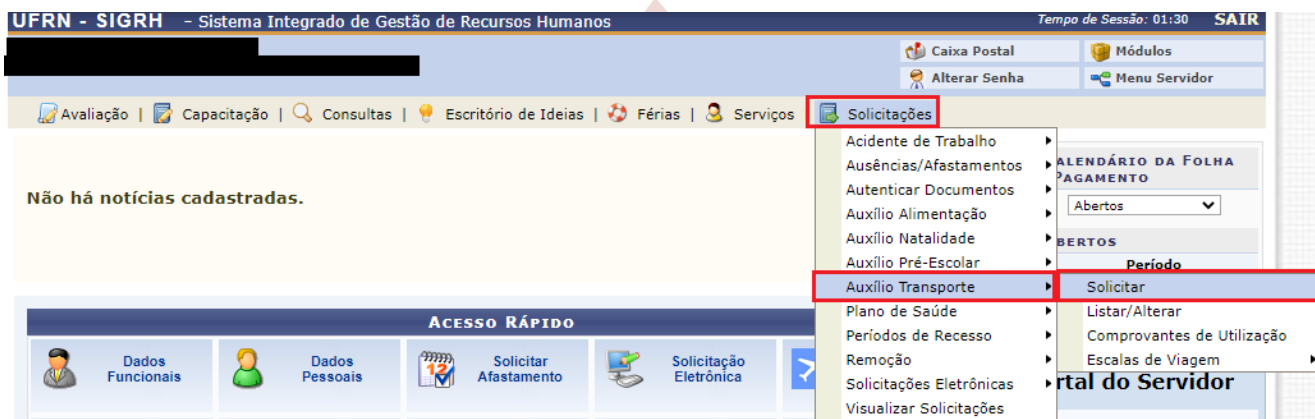 UFRN - SIGRH - Sistema Integrado de Gestão de Recursos Humanos
Tempo de Sessão: 01:30 SAIR
Caixa Postal
Módulos
Alterar Senha
Menu Servidor
Avaliação | Capacitação | Consultas | Escritório de Ideias | Férias | Serviços
Solicitações
Não há notícias cadastradas.
Acidente de Trabalho
Ausências/Afastamentos
Autenticar Documentos
Auxílio Alimentação
Auxílio Natalidade
Auxílio Pré-Escolar
Auxílio Transporte
Plano de Saúde
Períodos de Recesso
Remoção
Solicitações Eletrônicas
Visualizar Solicitações
Solicitar
Listar/Alterar
Comprovantes de Utilização
Escalas de Viagem
ALENDÁRIO DA FOLHA
PAGAMENTO
Abertos
BERTOS
Período
ACESSO RÁPIDO
Dados
Funcionais
Dados
Pessoais
Solicitar
Afastamento
Solicitação
Eletrônica
rtal do Servidor